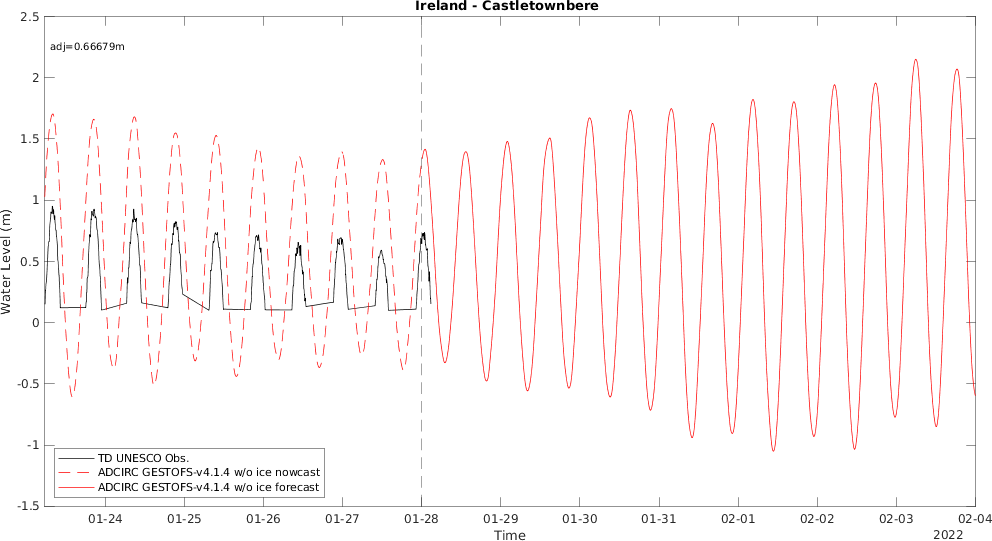 Ireland - Castletownbere
adj=0.66679m
2.5
2
1.5
1
0.5
0
-0.5
-1
-1.5
Water Level (m)
TD UNESCO Obs.
ADCIRC GESTOFS-v4.1.4 w/o ice nowcast
ADCIRC GESTOFS-v4.1.4 w/o ice forecast
01-24 01-25 01-26 01-27 01-28 01-29 01-30 01-31 02-01 02-02 02-03 02-04
Time
2022